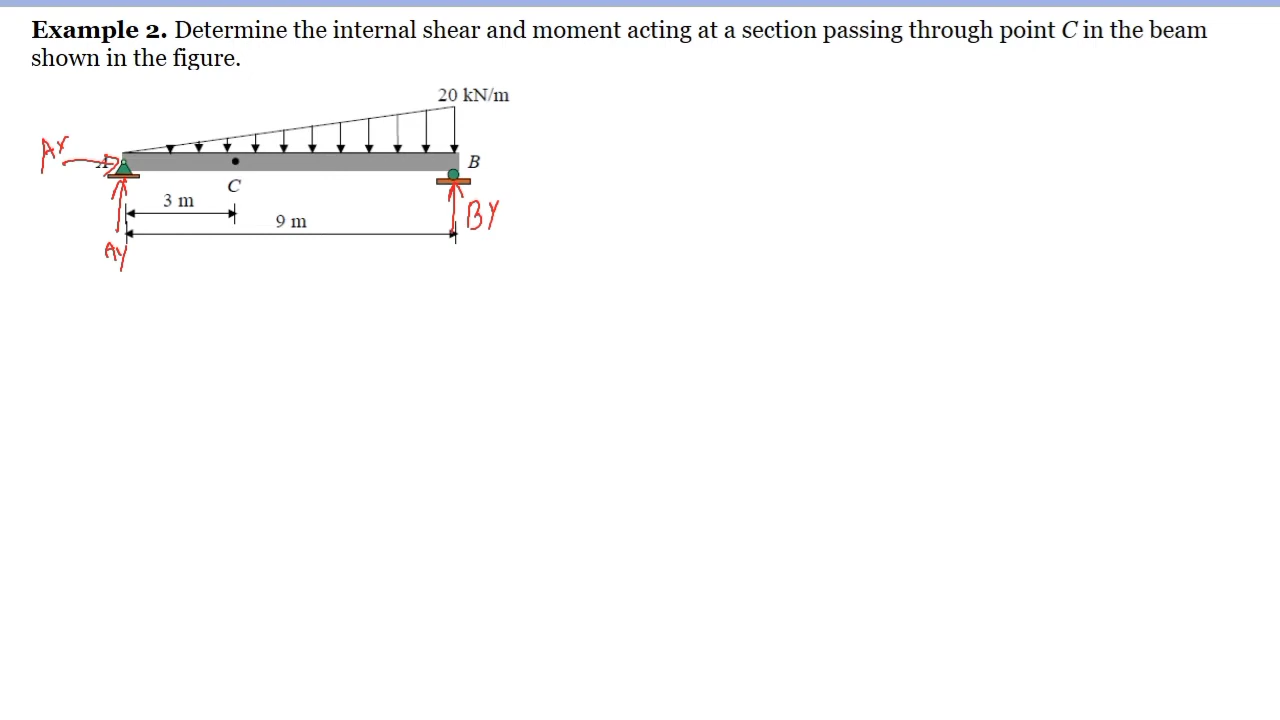 Example 2. Determine the internal shear and moment acting at a section passing through point C in the beam
shown in the figure.
20 kN/m
Ax
A
B
C
3 m
9 m
By
Ay